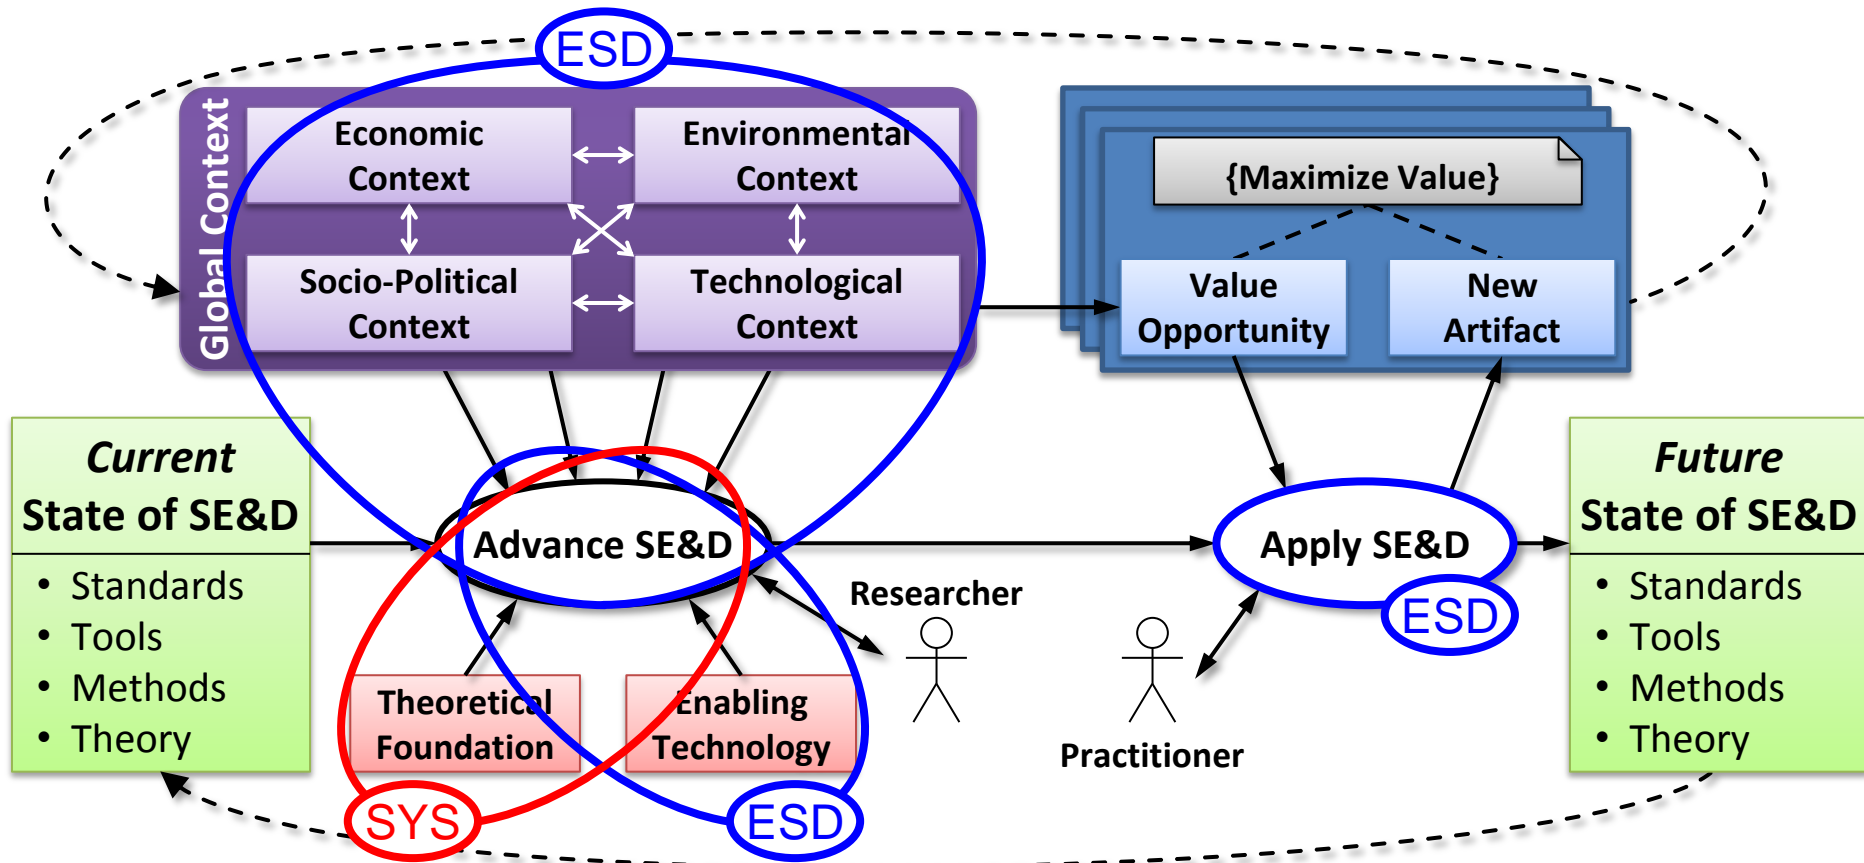 ESD
Global Context
Economic
Context
Environmental
Context
Socio-Political
Context
Technological
Context
{Maximize Value}
Value
Opportunity
New
Artifact
Current
State of SE&D
• Standards
• Tools
• Methods
• Theory
Advance SE&D
Apply SE&D
ESD
Researcher
Practitioner
Theoretical
Foundation
Enabling
Technology
SYS
ESD
Future
State of SE&D
• Standards
• Tools
• Methods
• Theory